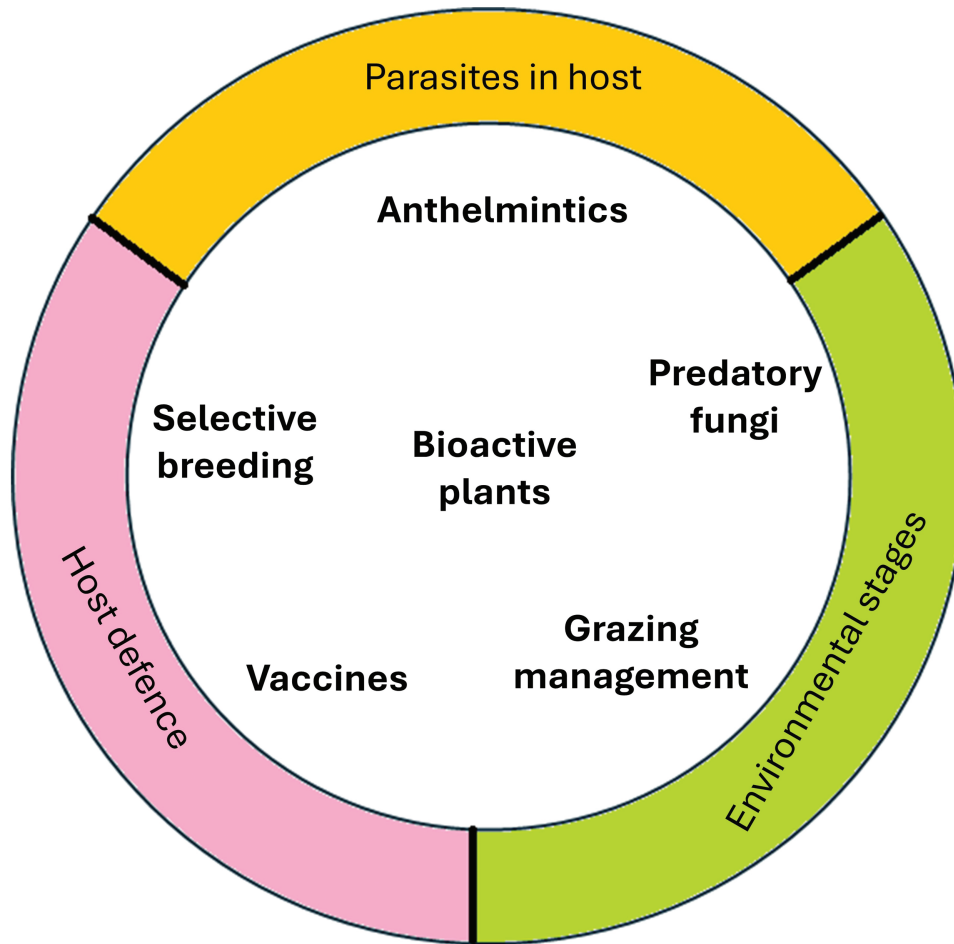 Parasites in host
Anthelmintics
Predatory
fungi
Selective
breeding
Bioactive
plants
Host defence
Environmental stages
Grazing
management
Vaccines